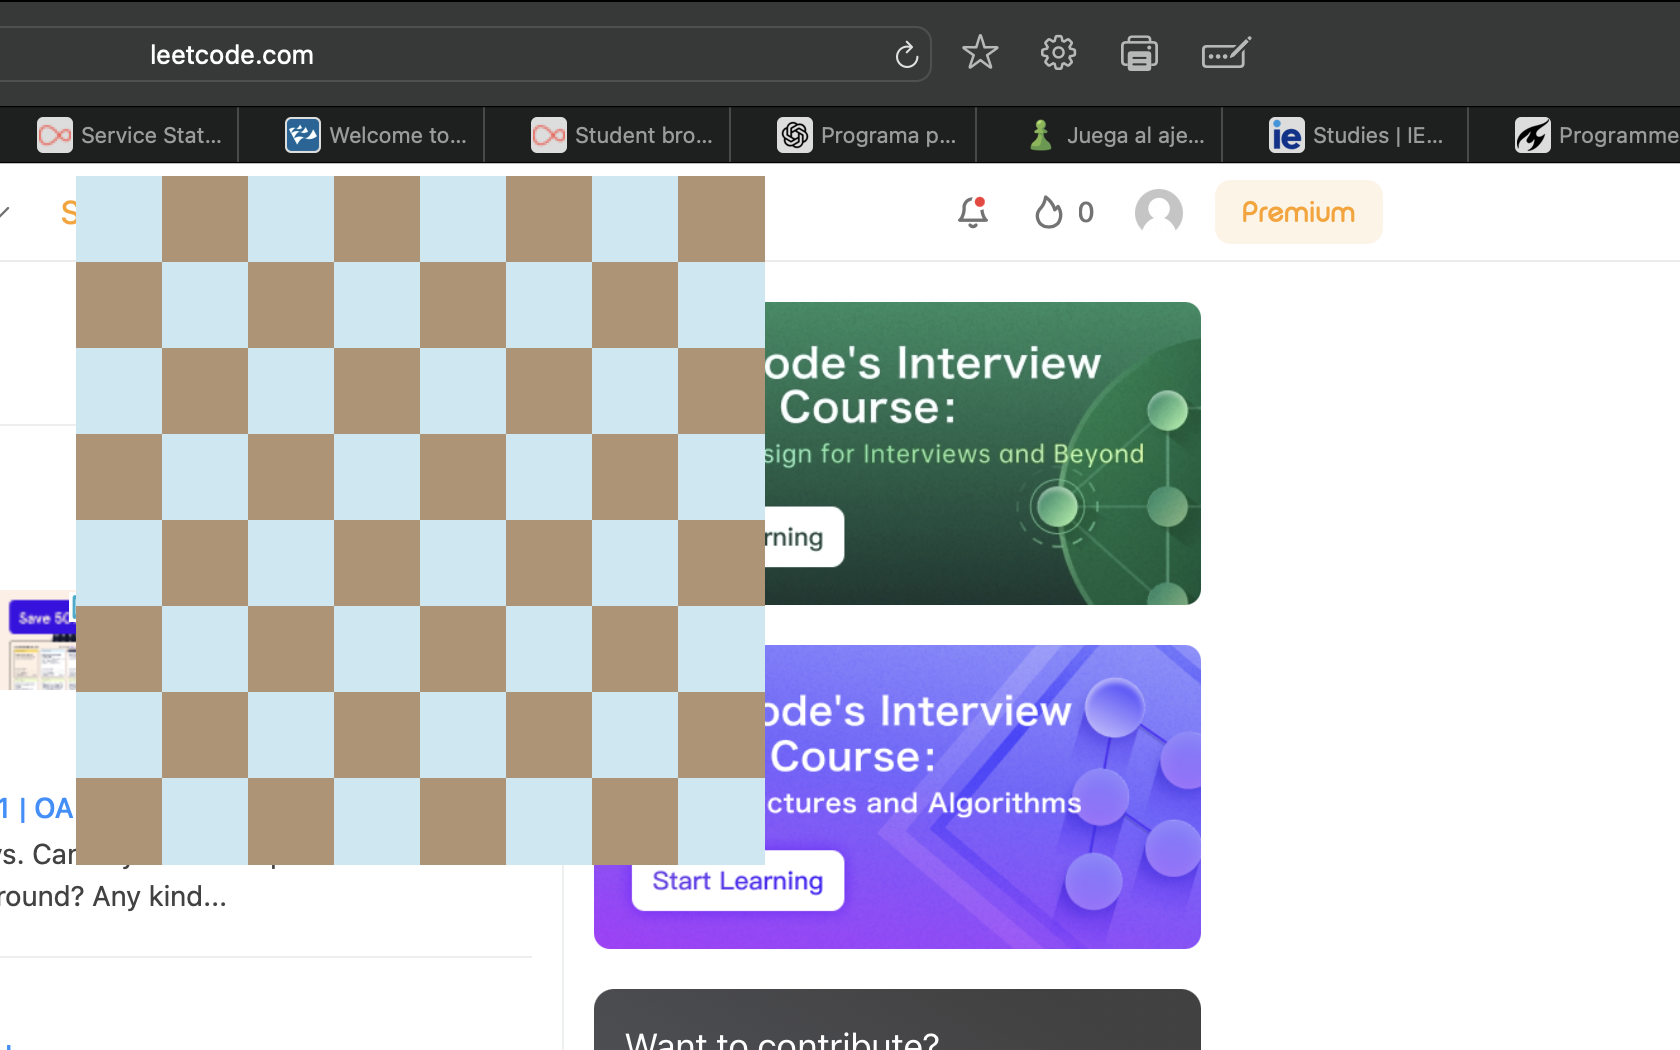 leetcode.com
Service Stat...
Welcome to...
Student bro...
Programa p...
Juega al aje...
ie Studies | IE...
Programme
S
0
Premium
ode's Interview
Course:
sign for Interviews and Beyond
rning
Save 50
ode's Interview
Course:
ctures and Algorithms
Start Learning
1 | OA
s. Car
round? Any kind...
Want to contribute?